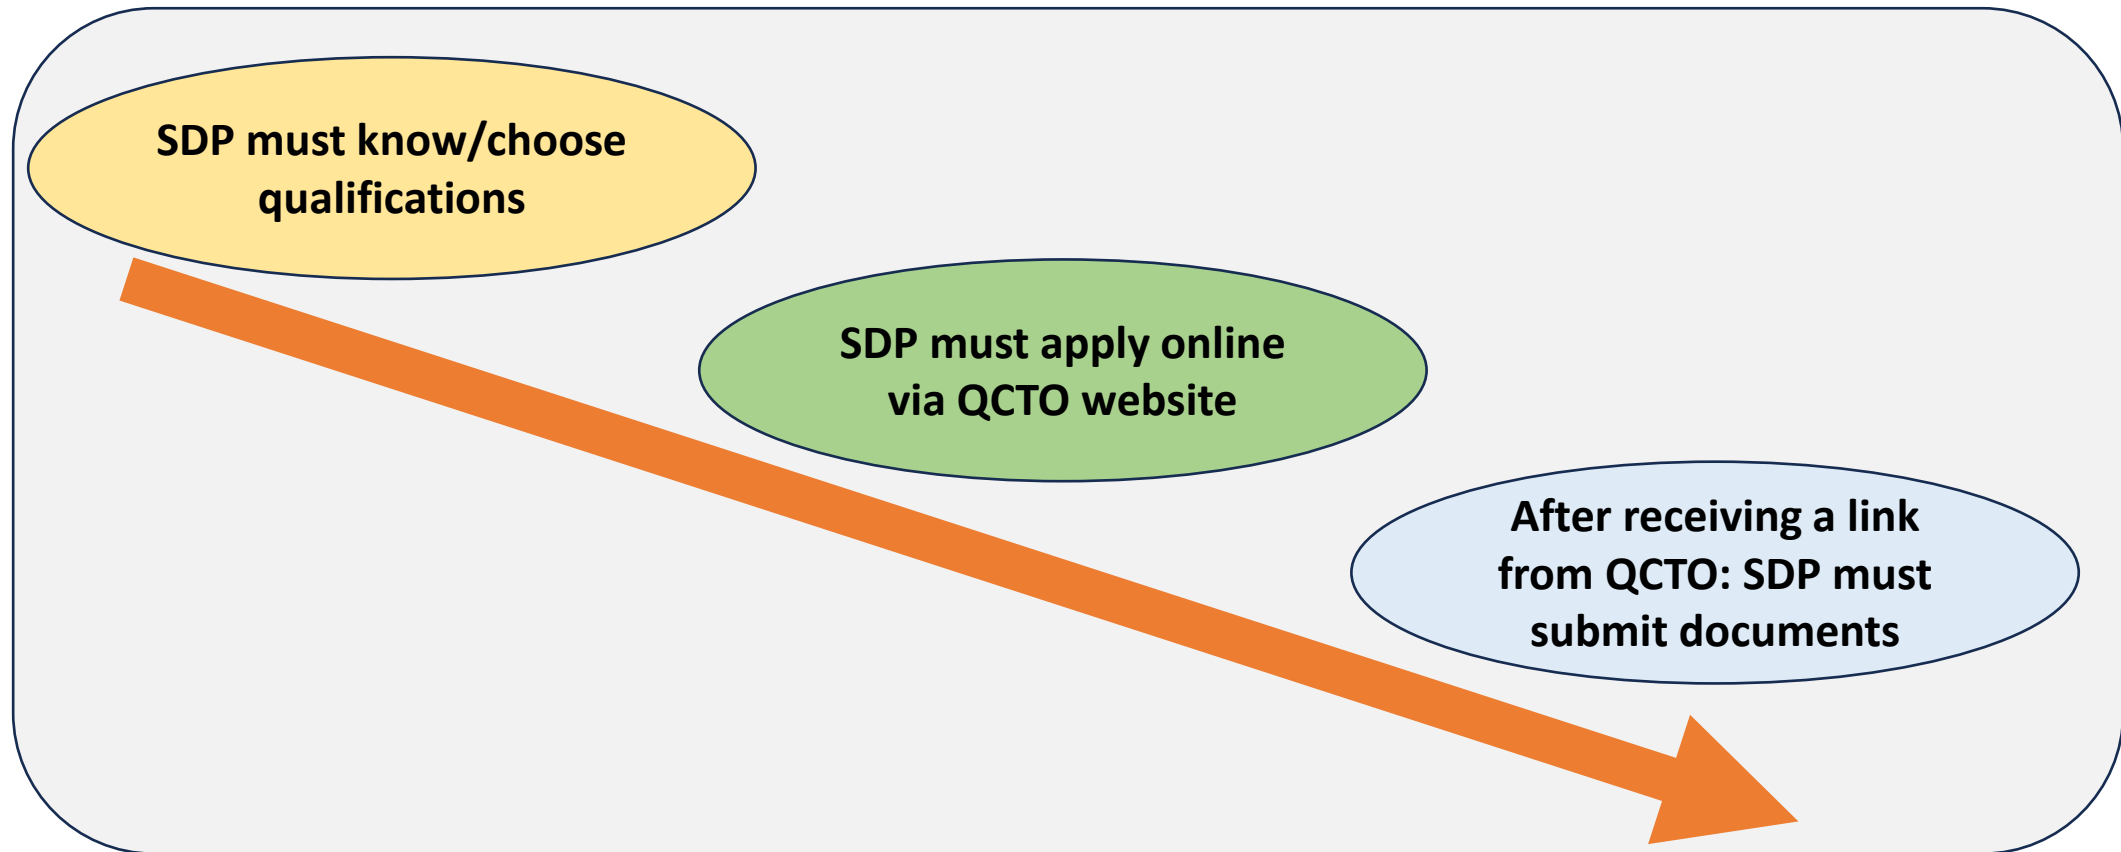 SDP must know/choose
qualifications
SDP must apply online
via QCTO website
After receiving a link
from QCTO: SDP must
submit documents